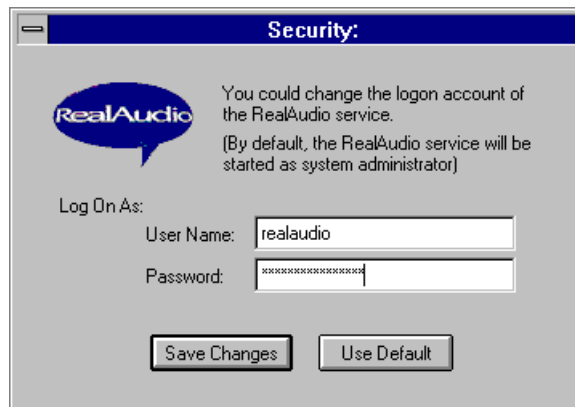 Security:
RealAudio
You could change the logon account of
the RealAudio service.
(By default, the RealAudio service will be
started as system administrator)
Log On As:
User Name: realaudio
Password: ****************
Save Changes Use Default